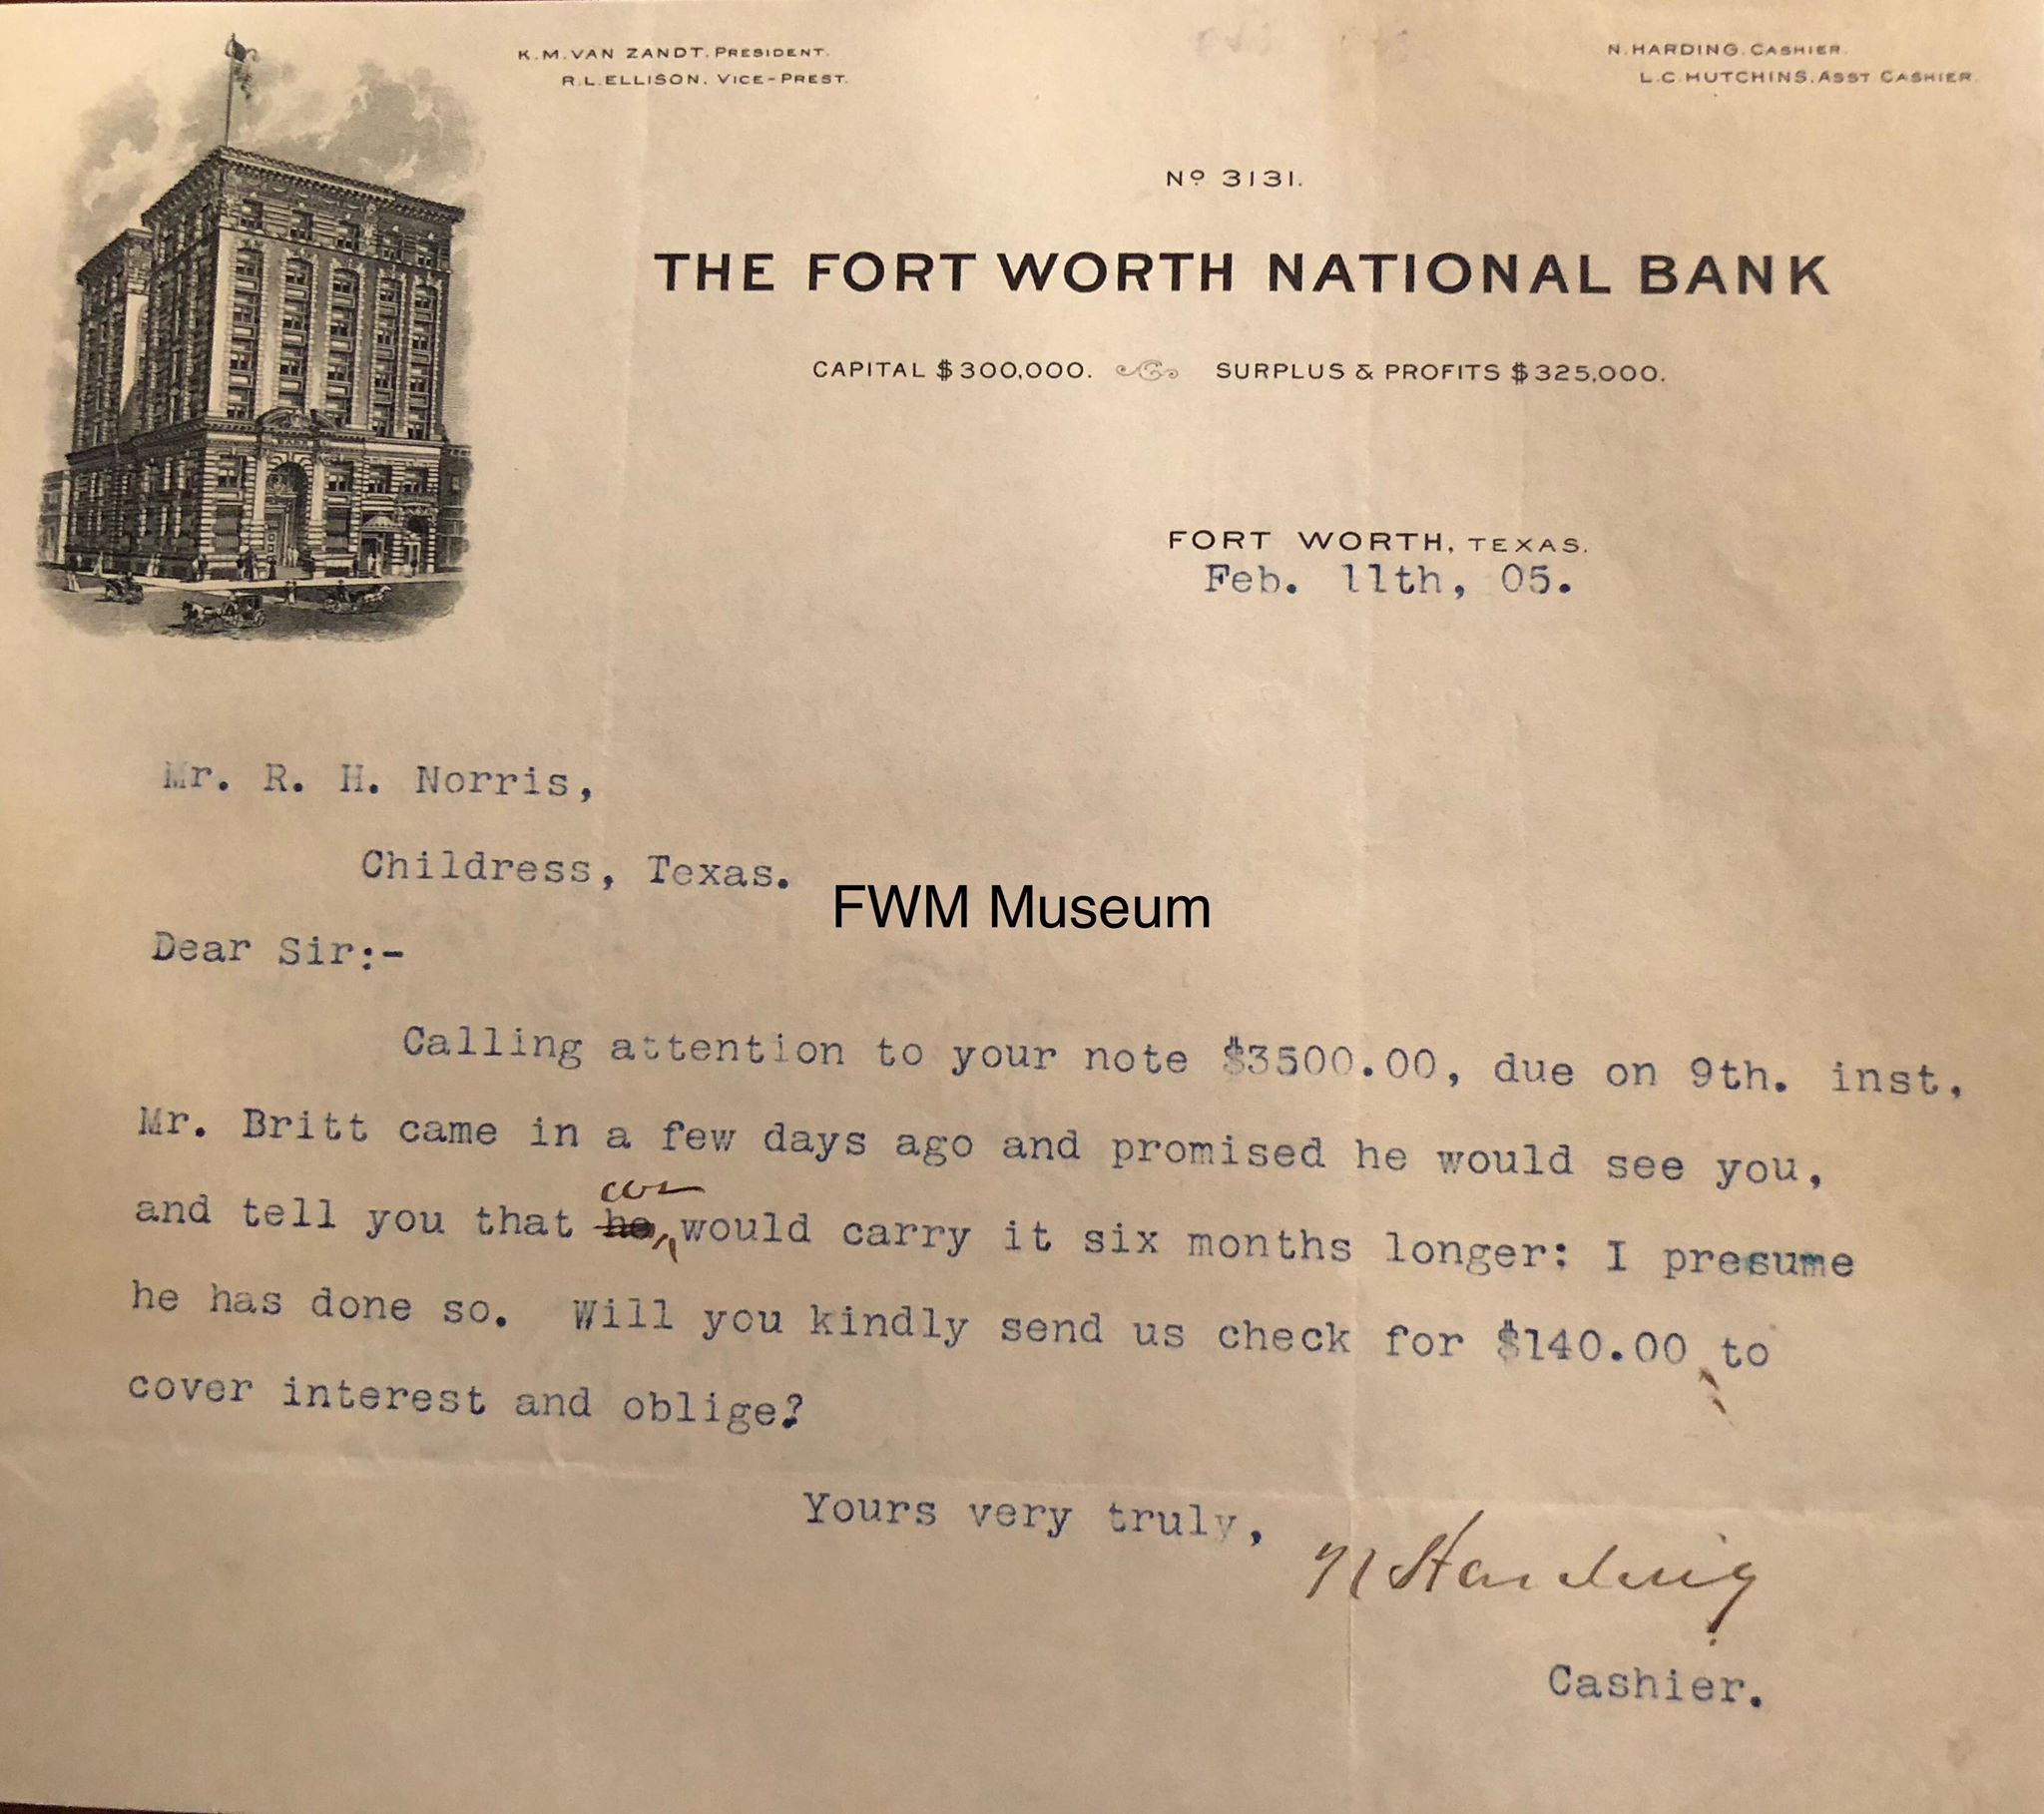 K.M. VAN ZANDT, PRESIDENT.
R.L. ELLISON, VICE-PREST.
N. HARDING, CASHIER.
L.C. HUTCHINS, ASST CASHIER.
Nº 3131.
THE FORT WORTH NATIONAL BANK
CAPITAL $300,000. SURPLUS & PROFITS $325,000.
FORT WORTH, TEXAS.
Feb. 11th, 05.
Mr. R. H. Norris,
Childress, Texas.
FWM Museum
Dear Sir:-
Calling attention to your note $3500.00, due on 9th. inst,
Mr. Britt came in a few days ago and promised he would see you,
we
and tell you that he, would carry it six months longer: I presume
he has done so. Will you kindly send us check for $140.00 to
cover interest and oblige?
Yours very truly,
N Harding
Cashier.